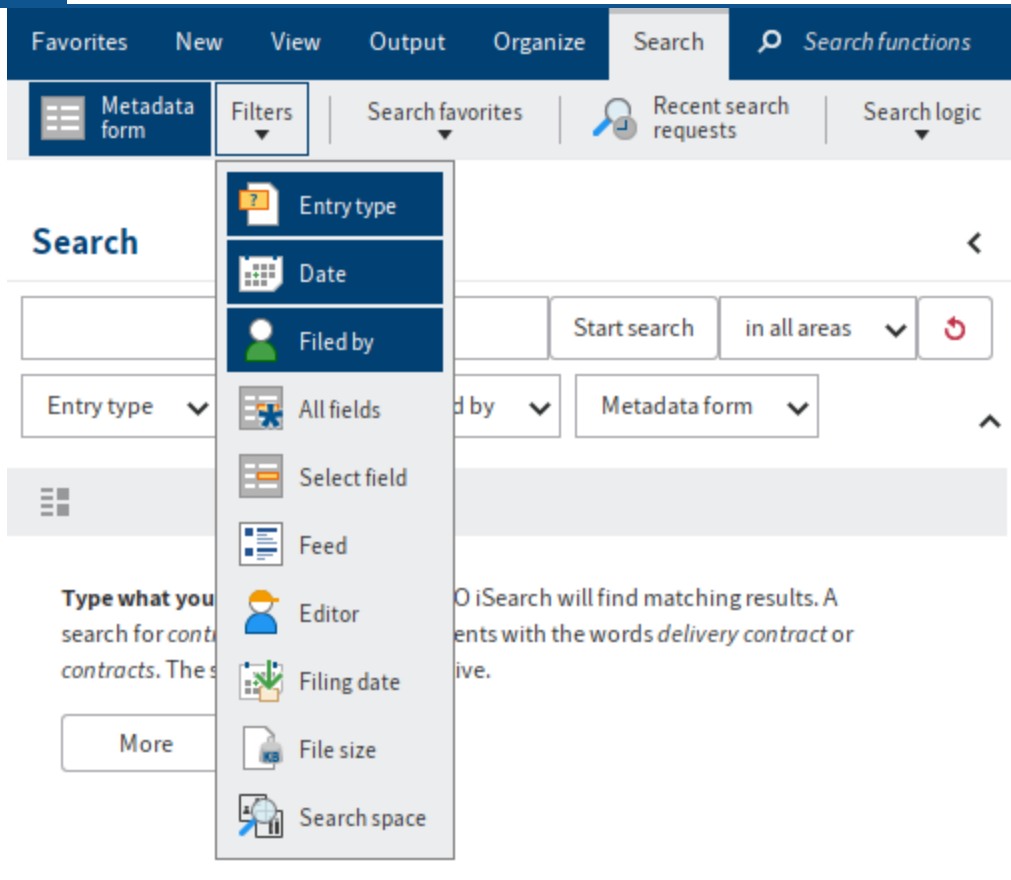 Favorites New View Output Organize Search Search functions
Metadata form Filters Search favorites Recent search requests Search logic
Entry type
Search
Date
Start search in all areas
Filed by
Entry type d by Metadata form
All fields
Select field
Feed
Type what you O iSearch will find matching results. A
Editor
search for cont ents with the words delivery contract or
contracts. The s ive.
Filing date
More
File size
KB
Search space